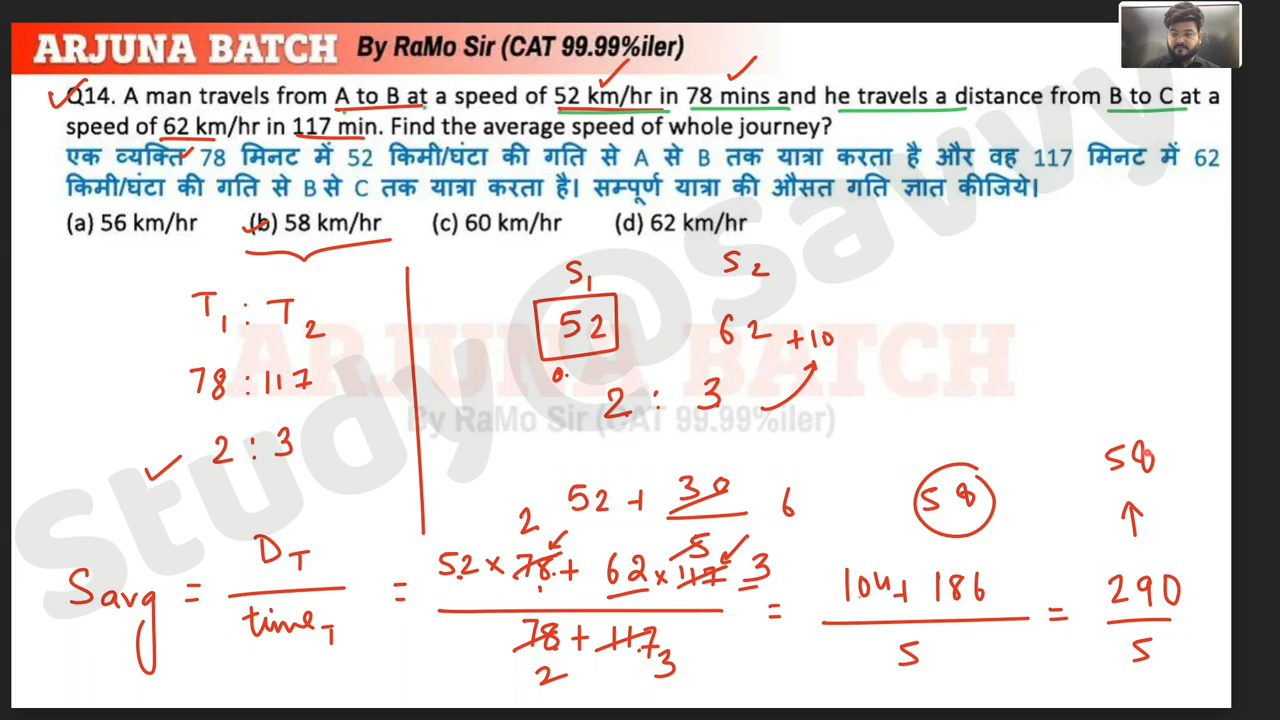 ARJUNA BATCH By RaMo Sir (CAT 99.99%iler)
Q14. A man travels from A to B at a speed of 52 km/hr in 78 mins and he travels a distance from B to C at a
speed of 62 km/hr in 117 min. Find the average speed of whole journey?
एक व्यक्ति 78 मिनट में 52 किमी/घंटा की गति से A से B तक यात्रा करता है और वह 117 मिनट में 62
किमी/घंटा की गति से B से C तक यात्रा करता है। सम्पूर्ण यात्रा की औसत गति ज्ञात कीजिये।
(a) 56 km/hr (b) 58 km/hr (c) 60 km/hr (d) 62 km/hr
T1 : T2
78 : 117
2 : 3
S1 S2
52 62 +10
0.
2 : 3
ARJUNA BATCH
By RaMo Sir (CAT 99.99%iler)
Study@savvy
52 + 30/5 6
58
Savg = DT/timeT = 52 × 78 2 + 62 × 117 3 / 78 2 + 117 3 = 104 + 186 / 5 = 290/5
58